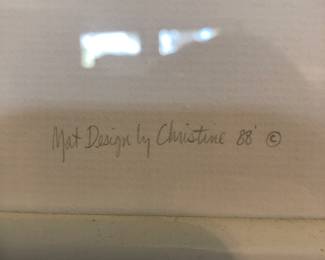 Mat Design by Christine 88' ©